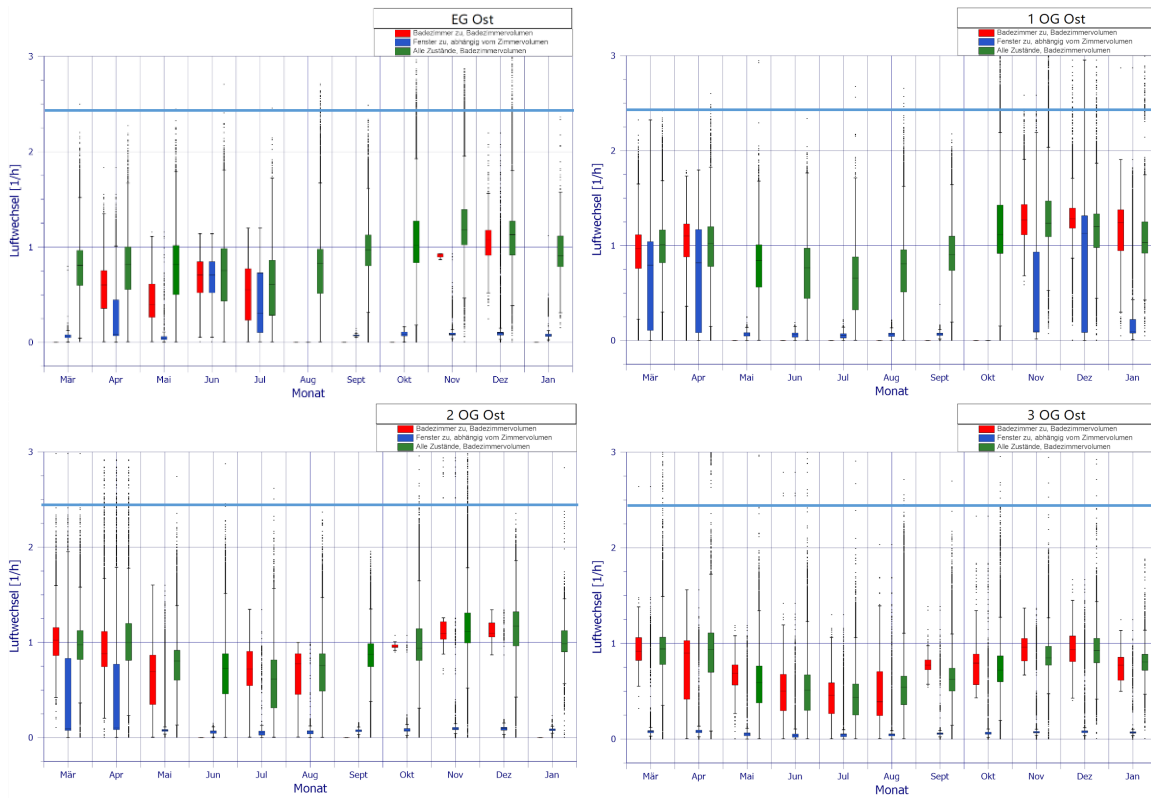 EG Ost
Badezimmer zu, Badezimmervolumen
Fenster zu, abhängig vom Zimmervolumen
Alle Zustände, Badezimmervolumen
3
2
1
0
Luftwechsel [1/h]
Mär Apr Mai Jun Jul Aug Sept Okt Nov Dez Jan
Monat
1 OG Ost
Badezimmer zu, Badezimmervolumen
Fenster zu, abhängig vom Zimmervolumen
Alle Zustände, Badezimmervolumen
3
2
1
0
Luftwechsel [1/h]
Mär Apr Mai Jun Jul Aug Sept Okt Nov Dez Jan
Monat
2 OG Ost
Badezimmer zu, Badezimmervolumen
Fenster zu, abhängig vom Zimmervolumen
Alle Zustände, Badezimmervolumen
3
2
1
0
Luftwechsel [1/h]
Mär Apr Mai Jun Jul Aug Sept Okt Nov Dez Jan
Monat
3 OG Ost
Badezimmer zu, Badezimmervolumen
Fenster zu, abhängig vom Zimmervolumen
Alle Zustände, Badezimmervolumen
3
2
1
0
Luftwechsel [1/h]
Mär Apr Mai Jun Jul Aug Sept Okt Nov Dez Jan
Monat